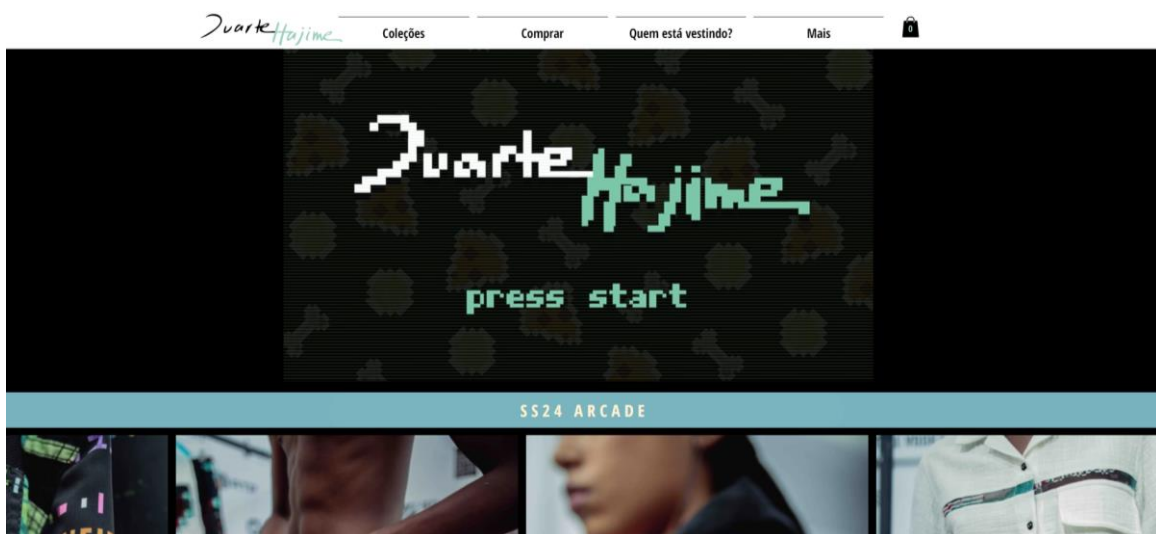 Duarte Hajime
Coleções
Comprar
Quem está vestindo?
Mais
0
Duarte
Hajime
press start
SS24 ARCADE